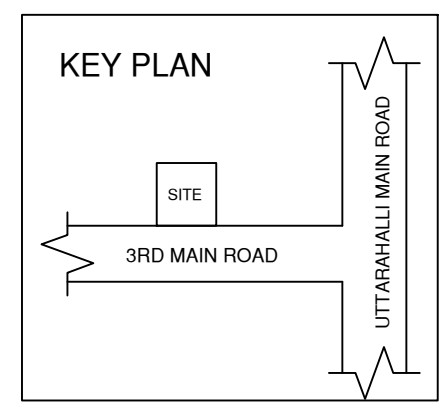 KEY PLAN
SITE
3RD MAIN ROAD
UTTARAHALLI MAIN ROAD